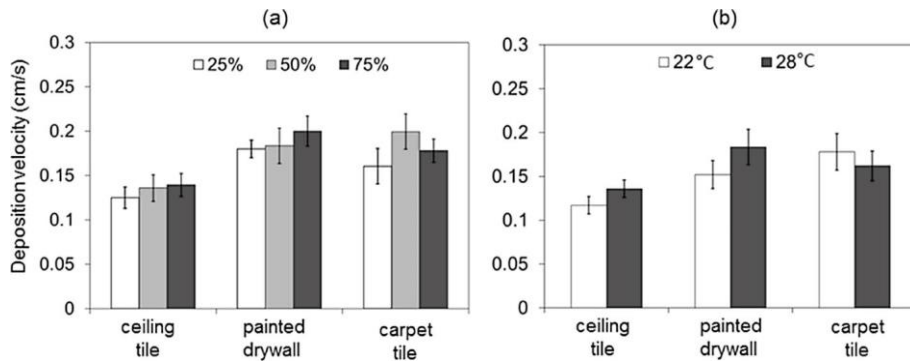 (a)
Deposition velocity (cm/s)
0.3
0.25
0.2
0.15
0.1
0.05
0
25% 50% 75%
ceiling tile
painted drywall
carpet tile
(b)
0.3
0.25
0.2
0.15
0.1
0.05
0
22°C 28°C
ceiling tile
painted drywall
carpet tile